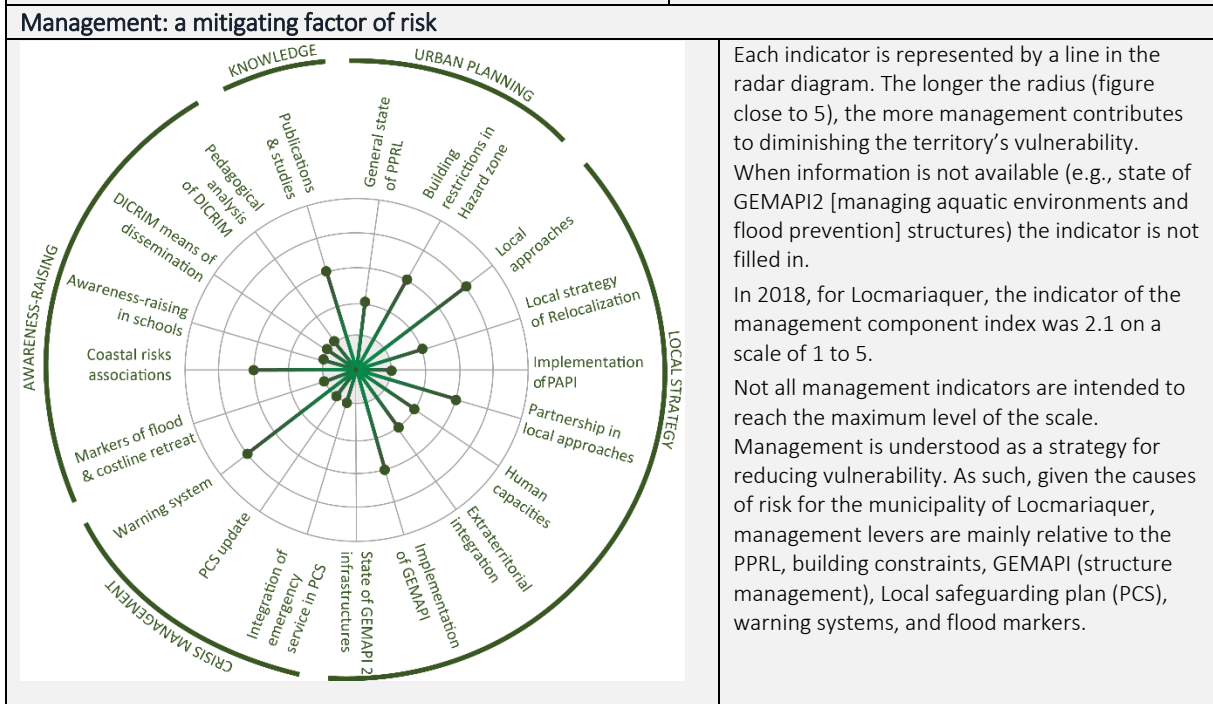 Management: a mitigating factor of risk
KNOWLEDGE
URBAN PLANNING
LOCAL STRATEGY
CRISIS MANAGEMENT
AWARENESS-RAISING
Publications
& studies
General state
of PPRL
Building
restrictions in
Hazard zone
Local
approaches
Local strategy
of Relocalization
Implementation
of PAPI
Partnership in
local approaches
Human
capacities
Extraterritorial
integration
Implementation
of GEMAPI
State of GEMAPI 2
infrastructures
Integration of
emergency
service in PCS
PCS update
Warning system
Markers of flood
& costline retreat
Coastal risks
associations
Awareness-raising
in schools
DICRIM means of
dissemination
Pedagogical
analysis
of DICRIM
Each indicator is represented by a line in the
radar diagram. The longer the radius (figure
close to 5), the more management contributes
to diminishing the territory’s vulnerability.
When information is not available (e.g., state of
GEMAPI2 [managing aquatic environments and
flood prevention] structures) the indicator is not
filled in.
In 2018, for Locmariaquer, the indicator of the
management component index was 2.1 on a
scale of 1 to 5.
Not all management indicators are intended to
reach the maximum level of the scale.
Management is understood as a strategy for
reducing vulnerability. As such, given the causes
of risk for the municipality of Locmariaquer,
management levers are mainly relative to the
PPRL, building constraints, GEMAPI (structure
management), Local safeguarding plan (PCS),
warning systems, and flood markers.